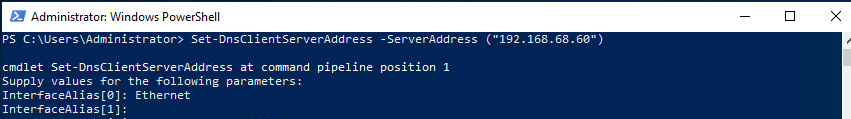 Administrator: Windows PowerShell
PS C:\Users\Administrator> Set-DnsClientServerAddress -ServerAddress ("192.168.68.60")
cmdlet Set-DnsClientServerAddress at command pipeline position 1
Supply values for the following parameters:
InterfaceAlias[0]: Ethernet
InterfaceAlias[1]: